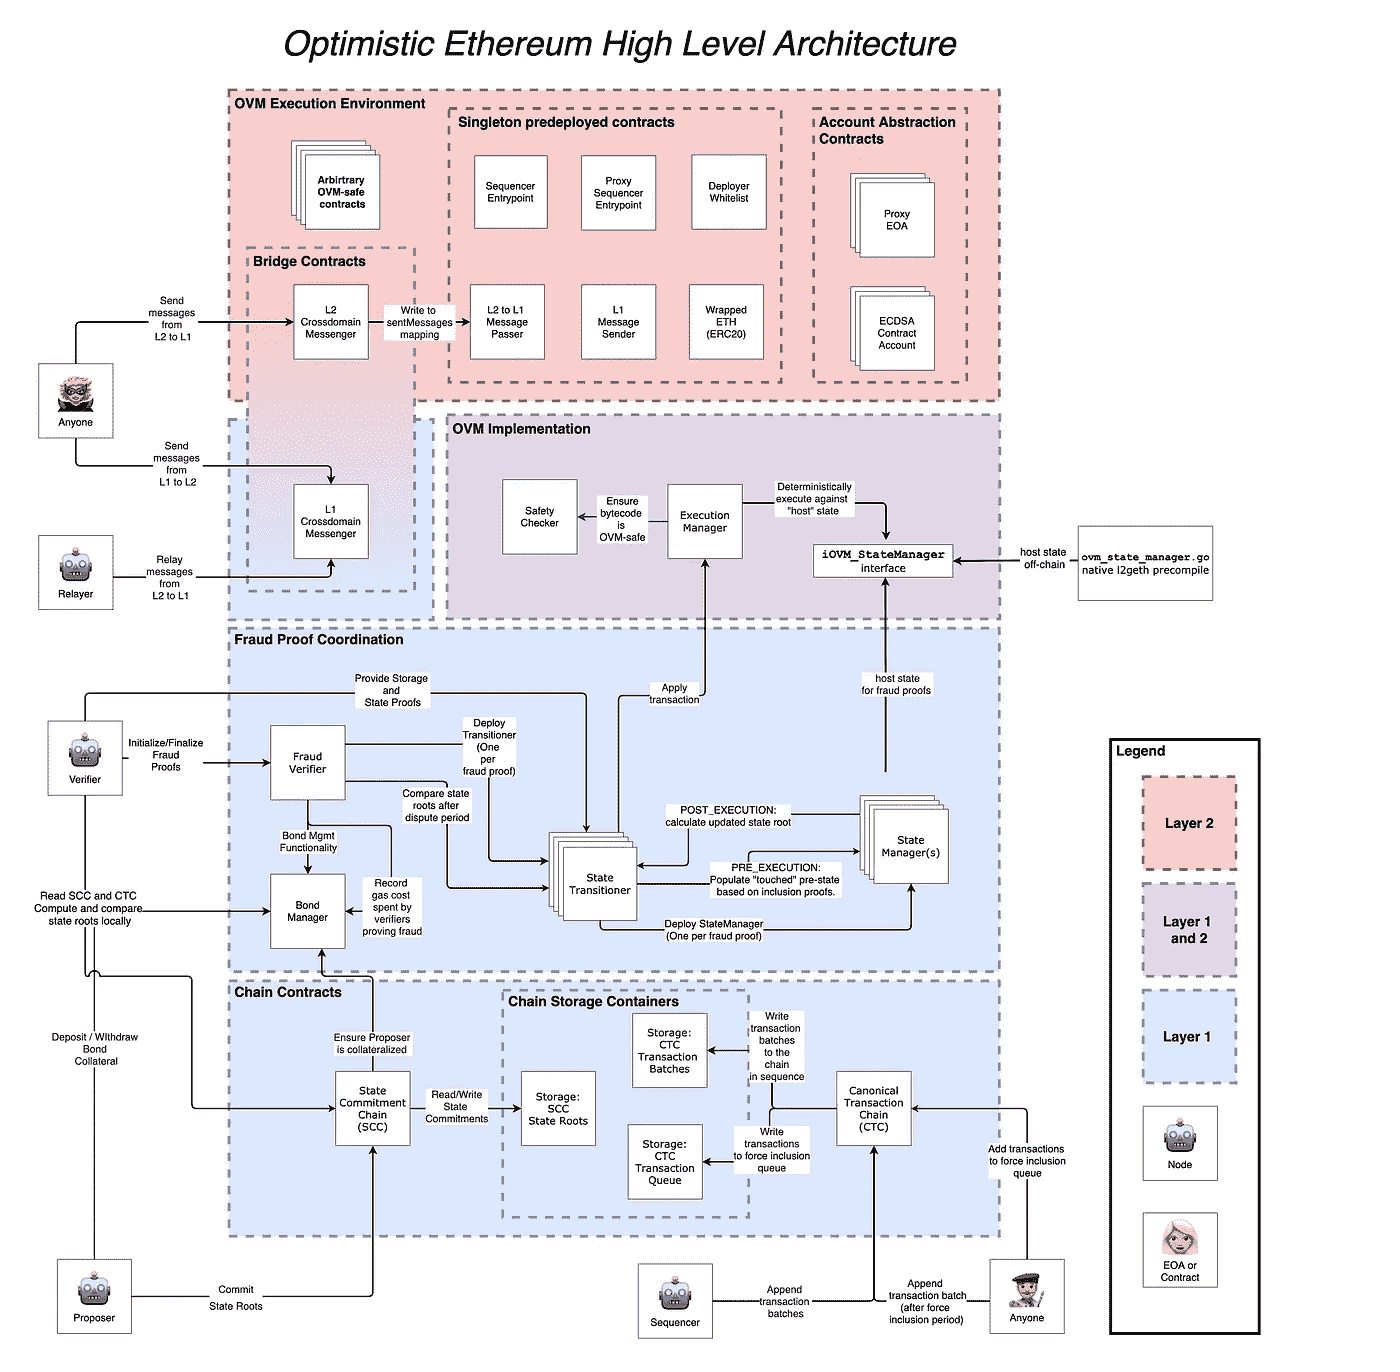 Optimistic Ethereum High Level Architecture
OVM Execution Environment
Arbirtrary
OVM-safe
contracts
Singleton predeployed contracts
Sequencer
Entrypoint
Proxy
Sequencer
Entrypoint
Deployer
Whitelist
Account Abstraction
Contracts
Proxy
EOA
Bridge Contracts
L2
Crossdomain
Messenger
Write to
sentMessages
mapping
L2 to L1
Message
Passer
L1
Message
Sender
Wrapped
ETH
(ERC20)
ECDSA
Contract
Account
Send
messages
from
L2 to L1
Anyone
Send
messages
from
L1 to L2
L1
Crossdomain
Messenger
Relayer
Relay
messages
from
L2 to L1
OVM Implementation
Safety
Checker
Ensure
bytecode
is
OVM-safe
Execution
Manager
Deterministically
execute against
"host" state
iOVM_StateManager
interface
host state
off-chain
ovm_state_manager.go
native l2geth precompile
Fraud Proof Coordination
Provide Storage
and
State Proofs
Apply
transaction
host state
for fraud proofs
Verifier
Initialize/Finalize
Fraud
Proofs
Fraud
Verifier
Deploy
Transitioner
(One
per
fraud proof)
Compare state
roots after
dispute period
Bond Mgmt
Functionality
Bond
Manager
Record
gas cost
spent by
verifiers
proving fraud
State
Transitioner
POST_EXECUTION:
calculate updated state root
PRE_EXECUTION:
Populate "touched" pre-state
based on inclusion proofs.
State
Manager(s)
Deploy StateManager
(One per fraud proof)
Read SCC and CTC
Compute and compare
state roots locally
Chain Contracts
Ensure Proposer
is collateralized
Deposit / WIthdraw
Bond
Collateral
State
Commitment
Chain
(SCC)
Read/Write
State
Commitments
Chain Storage Containers
Storage:
SCC
State Roots
Storage:
CTC
Transaction
Batches
Storage:
CTC
Transaction
Queue
Write
transaction
batches
to the
chain
in sequence
Write
transactions
to force inclusion
queue
Canonical
Transaction
Chain
(CTC)
Add transactions
to force inclusion
queue
Proposer
Commit
State Roots
Sequencer
Append
transaction
batches
Append
transaction batch
(after force
inclusion period)
Anyone
Legend
Layer 2
Layer 1
and 2
Layer 1
Node
EOA or
Contract